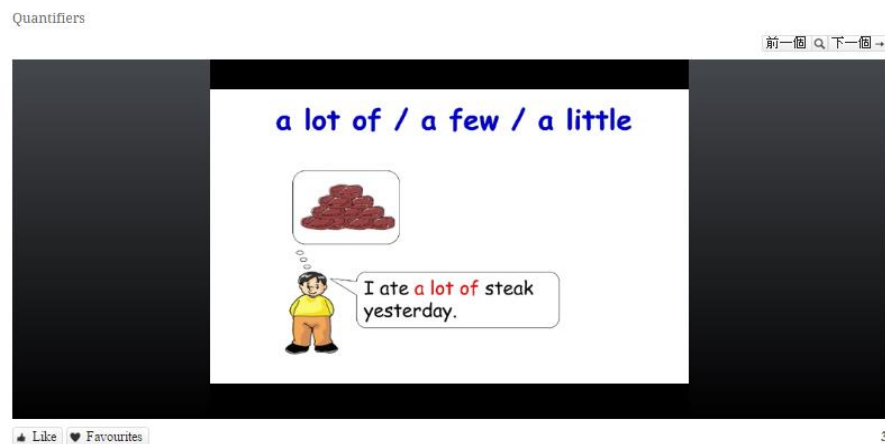 Quantifiers
前一個 下一個 →
a lot of / a few / a little
I ate a lot of steak
yesterday.
Like Favourites